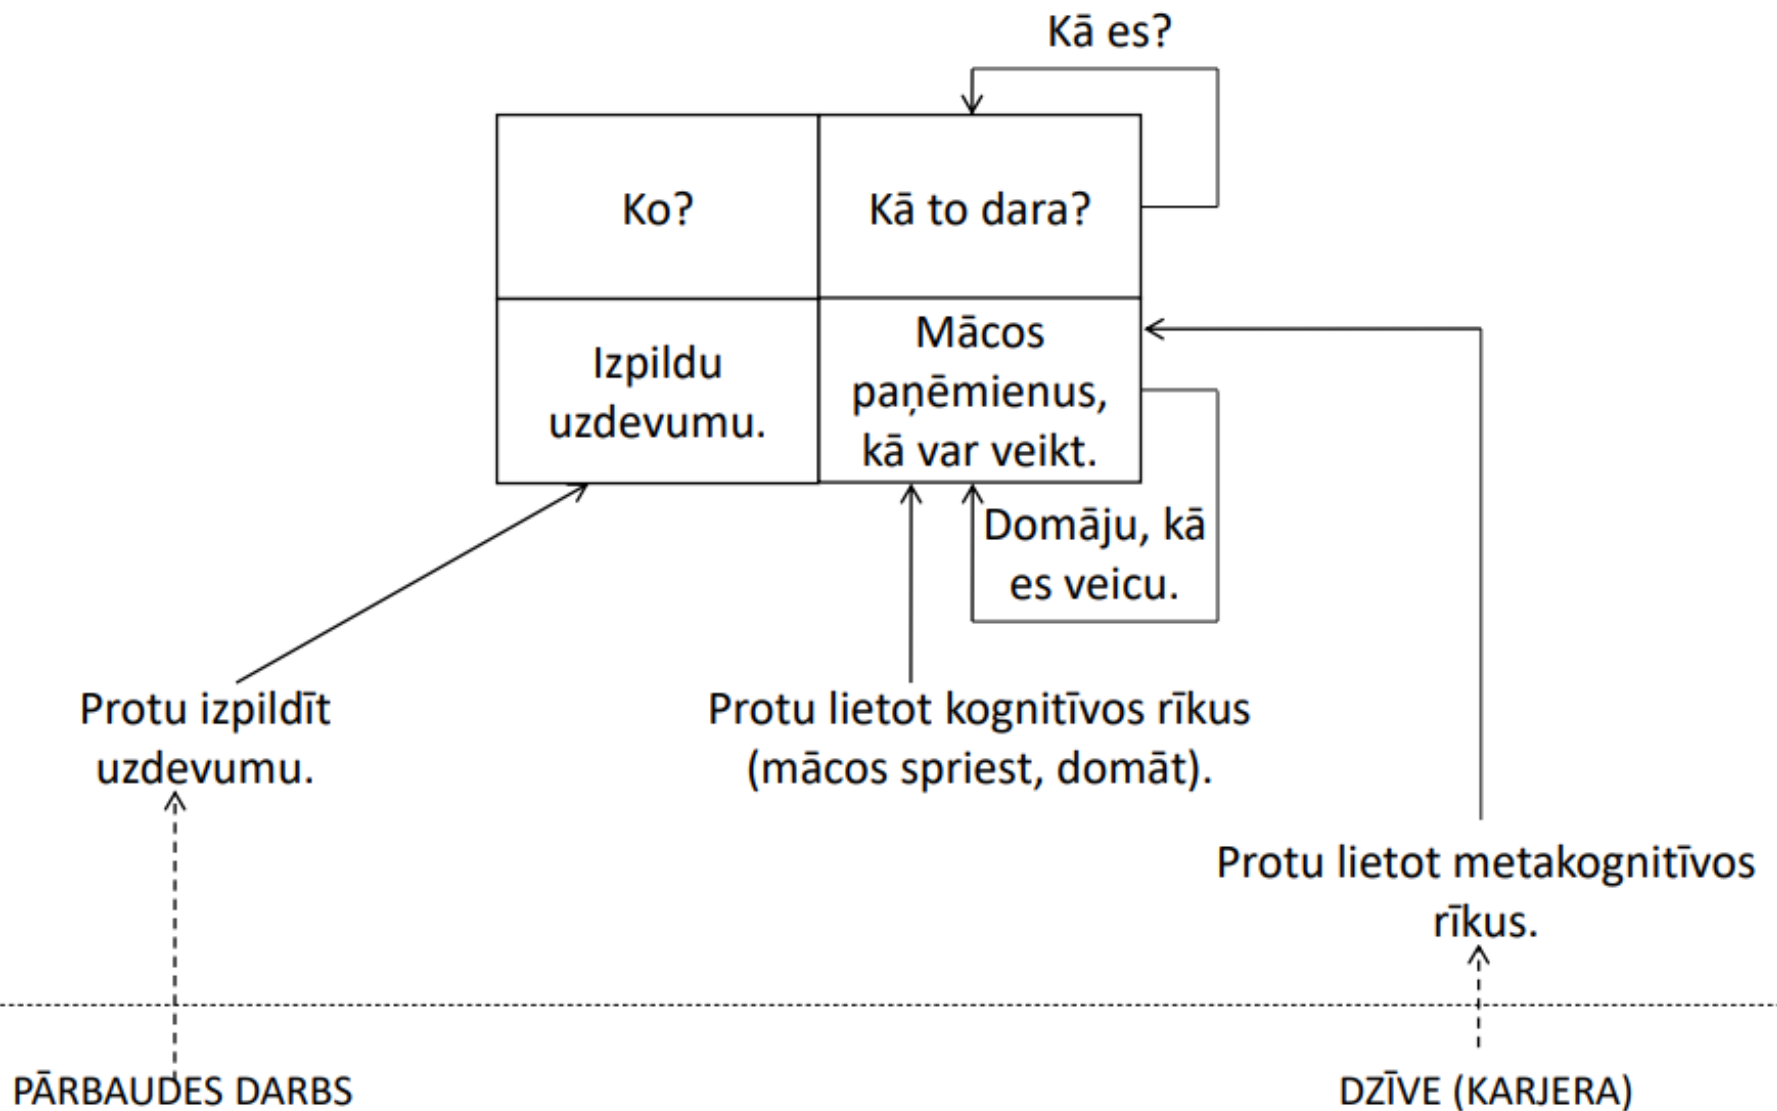 Kā es?
Ko?
Kā to dara?
Izpildu
uzdevumu.
Mācos
paņēmienus,
kā var veikt.
Domāju, kā
es veicu.
Protu izpildīt
uzdevumu.
Protu lietot kognitīvos rīkus
(mācos spriest, domāt).
Protu lietot metakognitīvos
rīkus.
PĀRBAUDES DARBS
DZĪVE (KARJERA)